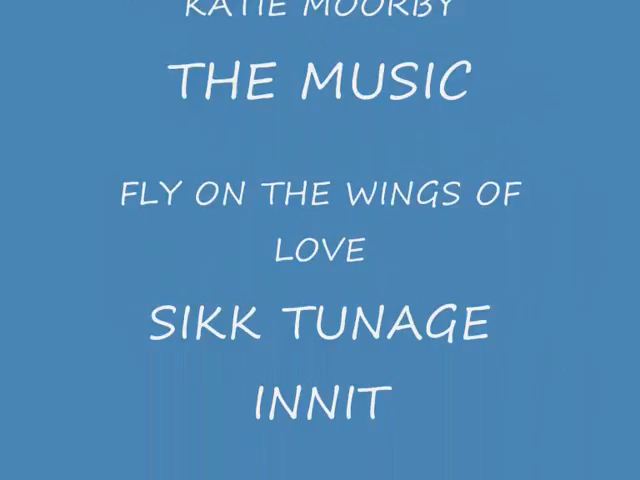 KATIE MOORBY
THE MUSIC
FLY ON THE WINGS OF
LOVE
SIKK TUNAGE
INNIT